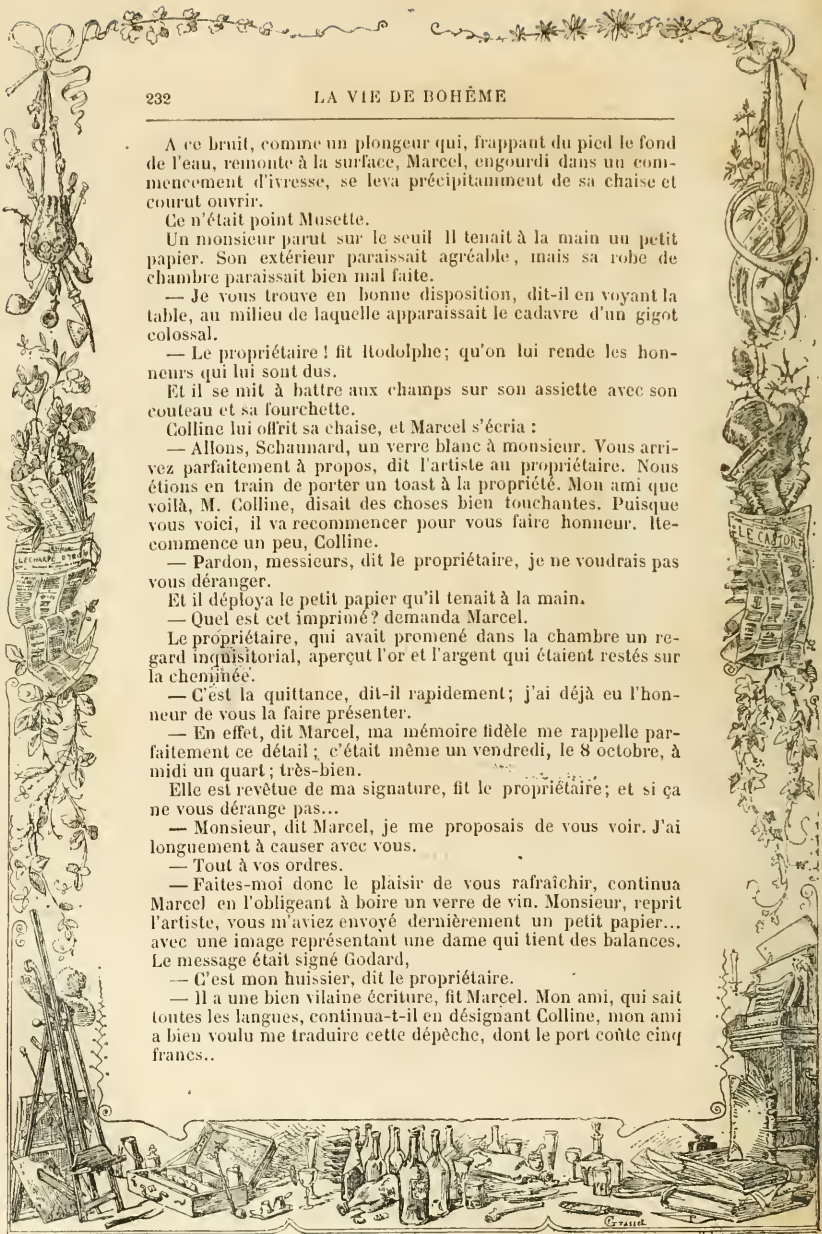 232
LA VIE DE BOHÊME
A ce bruit, comme un plongeur qui, frappant du pied le fond
de l'eau, remonte à la surface, Marcel, engourdi dans un com-
mencement d'ivresse, se leva précipitamment de sa chaise et
courut ouvrir.
Ce n'était point Musette.
Un monsieur parut sur le seuil Il tenait à la main un petit
papier. Son extérieur paraissait agréable, mais sa robe de
chambre paraissait bien mal faite.
— Je vous trouve en bonne disposition, dit-il en voyant la
table, au milieu de laquelle apparaissait le cadavre d'un gigot
colossal.
— Le propriétaire ! fit Rodolphe; qu'on lui rende les hon-
neurs qui lui sont dus.
Et il se mit à battre aux champs sur son assiette avec son
couteau et sa fourchette.
Colline lui offrit sa chaise, et Marcel s'écria :
— Allons, Schaunard, un verre blanc à monsieur. Vous arri-
vez parfaitement à propos, dit l'artiste au propriétaire. Nous
étions en train de porter un toast à la propriété. Mon ami que
voilà, M. Colline, disait des choses bien touchantes. Puisque
vous voici, il va recommencer pour vous faire honneur. Re-
commence un peu, Colline.
— Pardon, messieurs, dit le propriétaire, je ne voudrais pas
vous déranger.
Et il déploya le petit papier qu'il tenait à la main.
— Quel est cet imprimé ? demanda Marcel.
Le propriétaire, qui avait promené dans la chambre un re-
gard inquisitorial, aperçut l'or et l'argent qui étaient restés sur
la cheminée.
— C'est la quittance, dit-il rapidement; j'ai déjà eu l'hon-
neur de vous la faire présenter.
— En effet, dit Marcel, ma mémoire fidèle me rappelle par-
faitement ce détail ; c'était même un vendredi, le 8 octobre, à
midi un quart ; très-bien.
Elle est revêtue de ma signature, fit le propriétaire; et si ça
ne vous dérange pas...
— Monsieur, dit Marcel, je me proposais de vous voir. J'ai
longuement à causer avec vous.
— Tout à vos ordres.
— Faites-moi donc le plaisir de vous rafraîchir, continua
Marcel en l'obligeant à boire un verre de vin. Monsieur, reprit
l'artiste, vous m'aviez envoyé dernièrement un petit papier...
avec une image représentant une dame qui tient des balances.
Le message était signé Godard,
— C'est mon huissier, dit le propriétaire.
— Il a une bien vilaine écriture, fit Marcel. Mon ami, qui sait
toutes les langues, continua-t-il en désignant Colline, mon ami
a bien voulu me traduire cette dépêche, dont le port coûte cinq
francs..
L'ECHARPE D'IRIS
LE CASTOR
Grasset